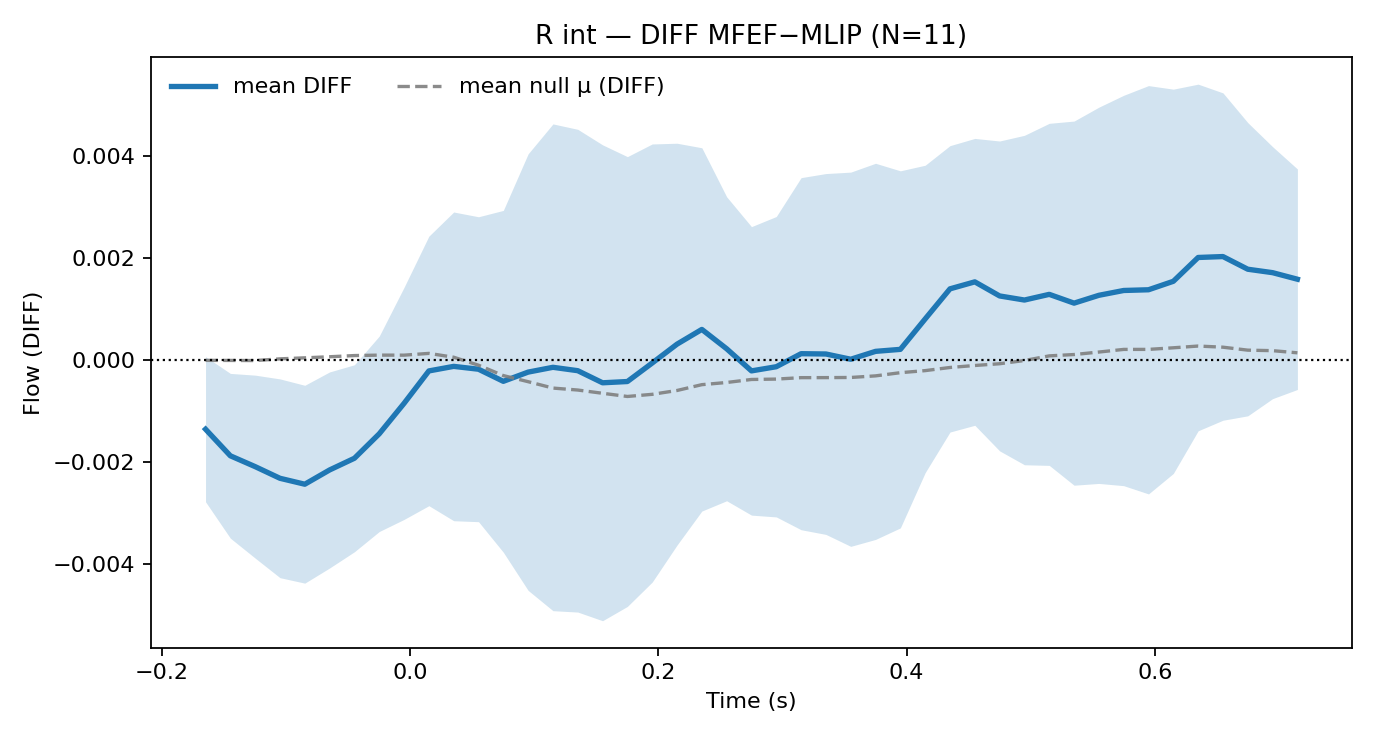 R int — DIFF MFEF−MLIP (N=11)
mean DIFF
mean null μ (DIFF)
Flow (DIFF)
0.004
0.002
0.000
−0.002
−0.004
−0.2
0.0
0.2
0.4
0.6
Time (s)